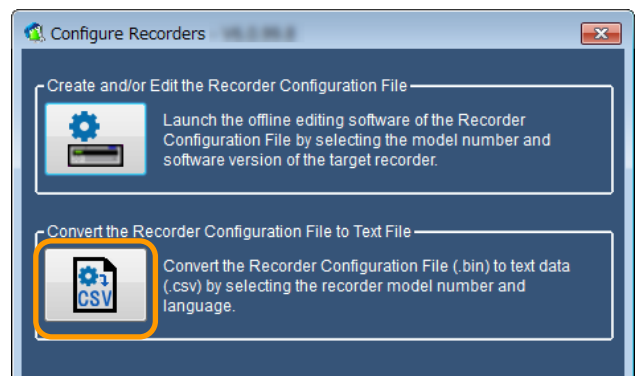 Configure Recorders
Create and/or Edit the Recorder Configuration File
Launch the offline editing software of the Recorder
Configuration File by selecting the model number and
software version of the target recorder.
Convert the Recorder Configuration File to Text File
CSV
Convert the Recorder Configuration File (.bin) to text data
(.csv) by selecting the recorder model number and
language.